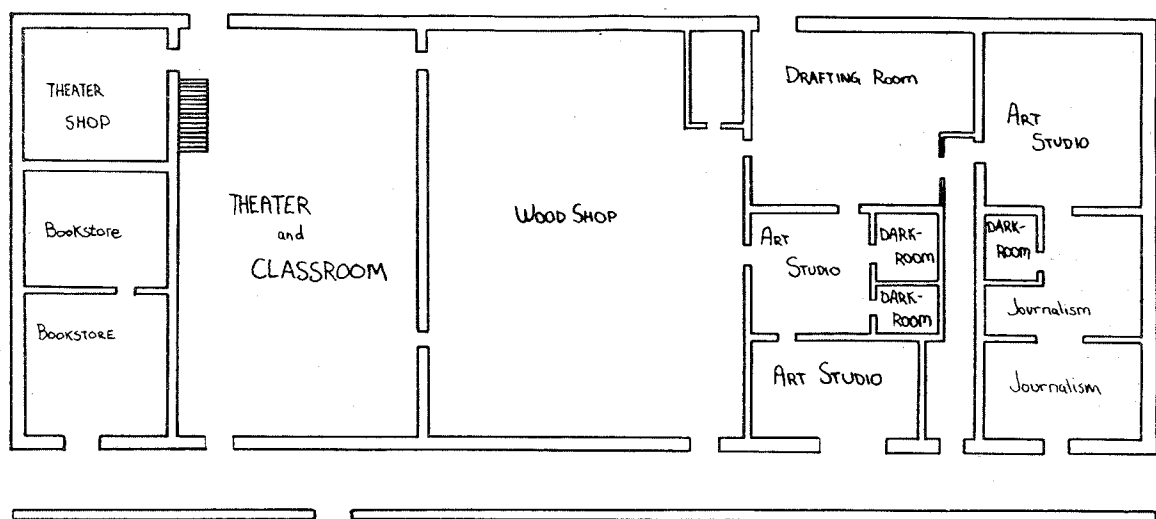 THEATER
SHOP
Bookstore
BOOKSTORE
THEATER
and
CLASSROOM
WOOD SHOP
DRAFTING ROOM
ART
STUDIO
ART
STUDIO
DARK-
ROOM
DARK-
ROOM
DARK-
ROOM
Journalism
ART STUDIO
Journalism